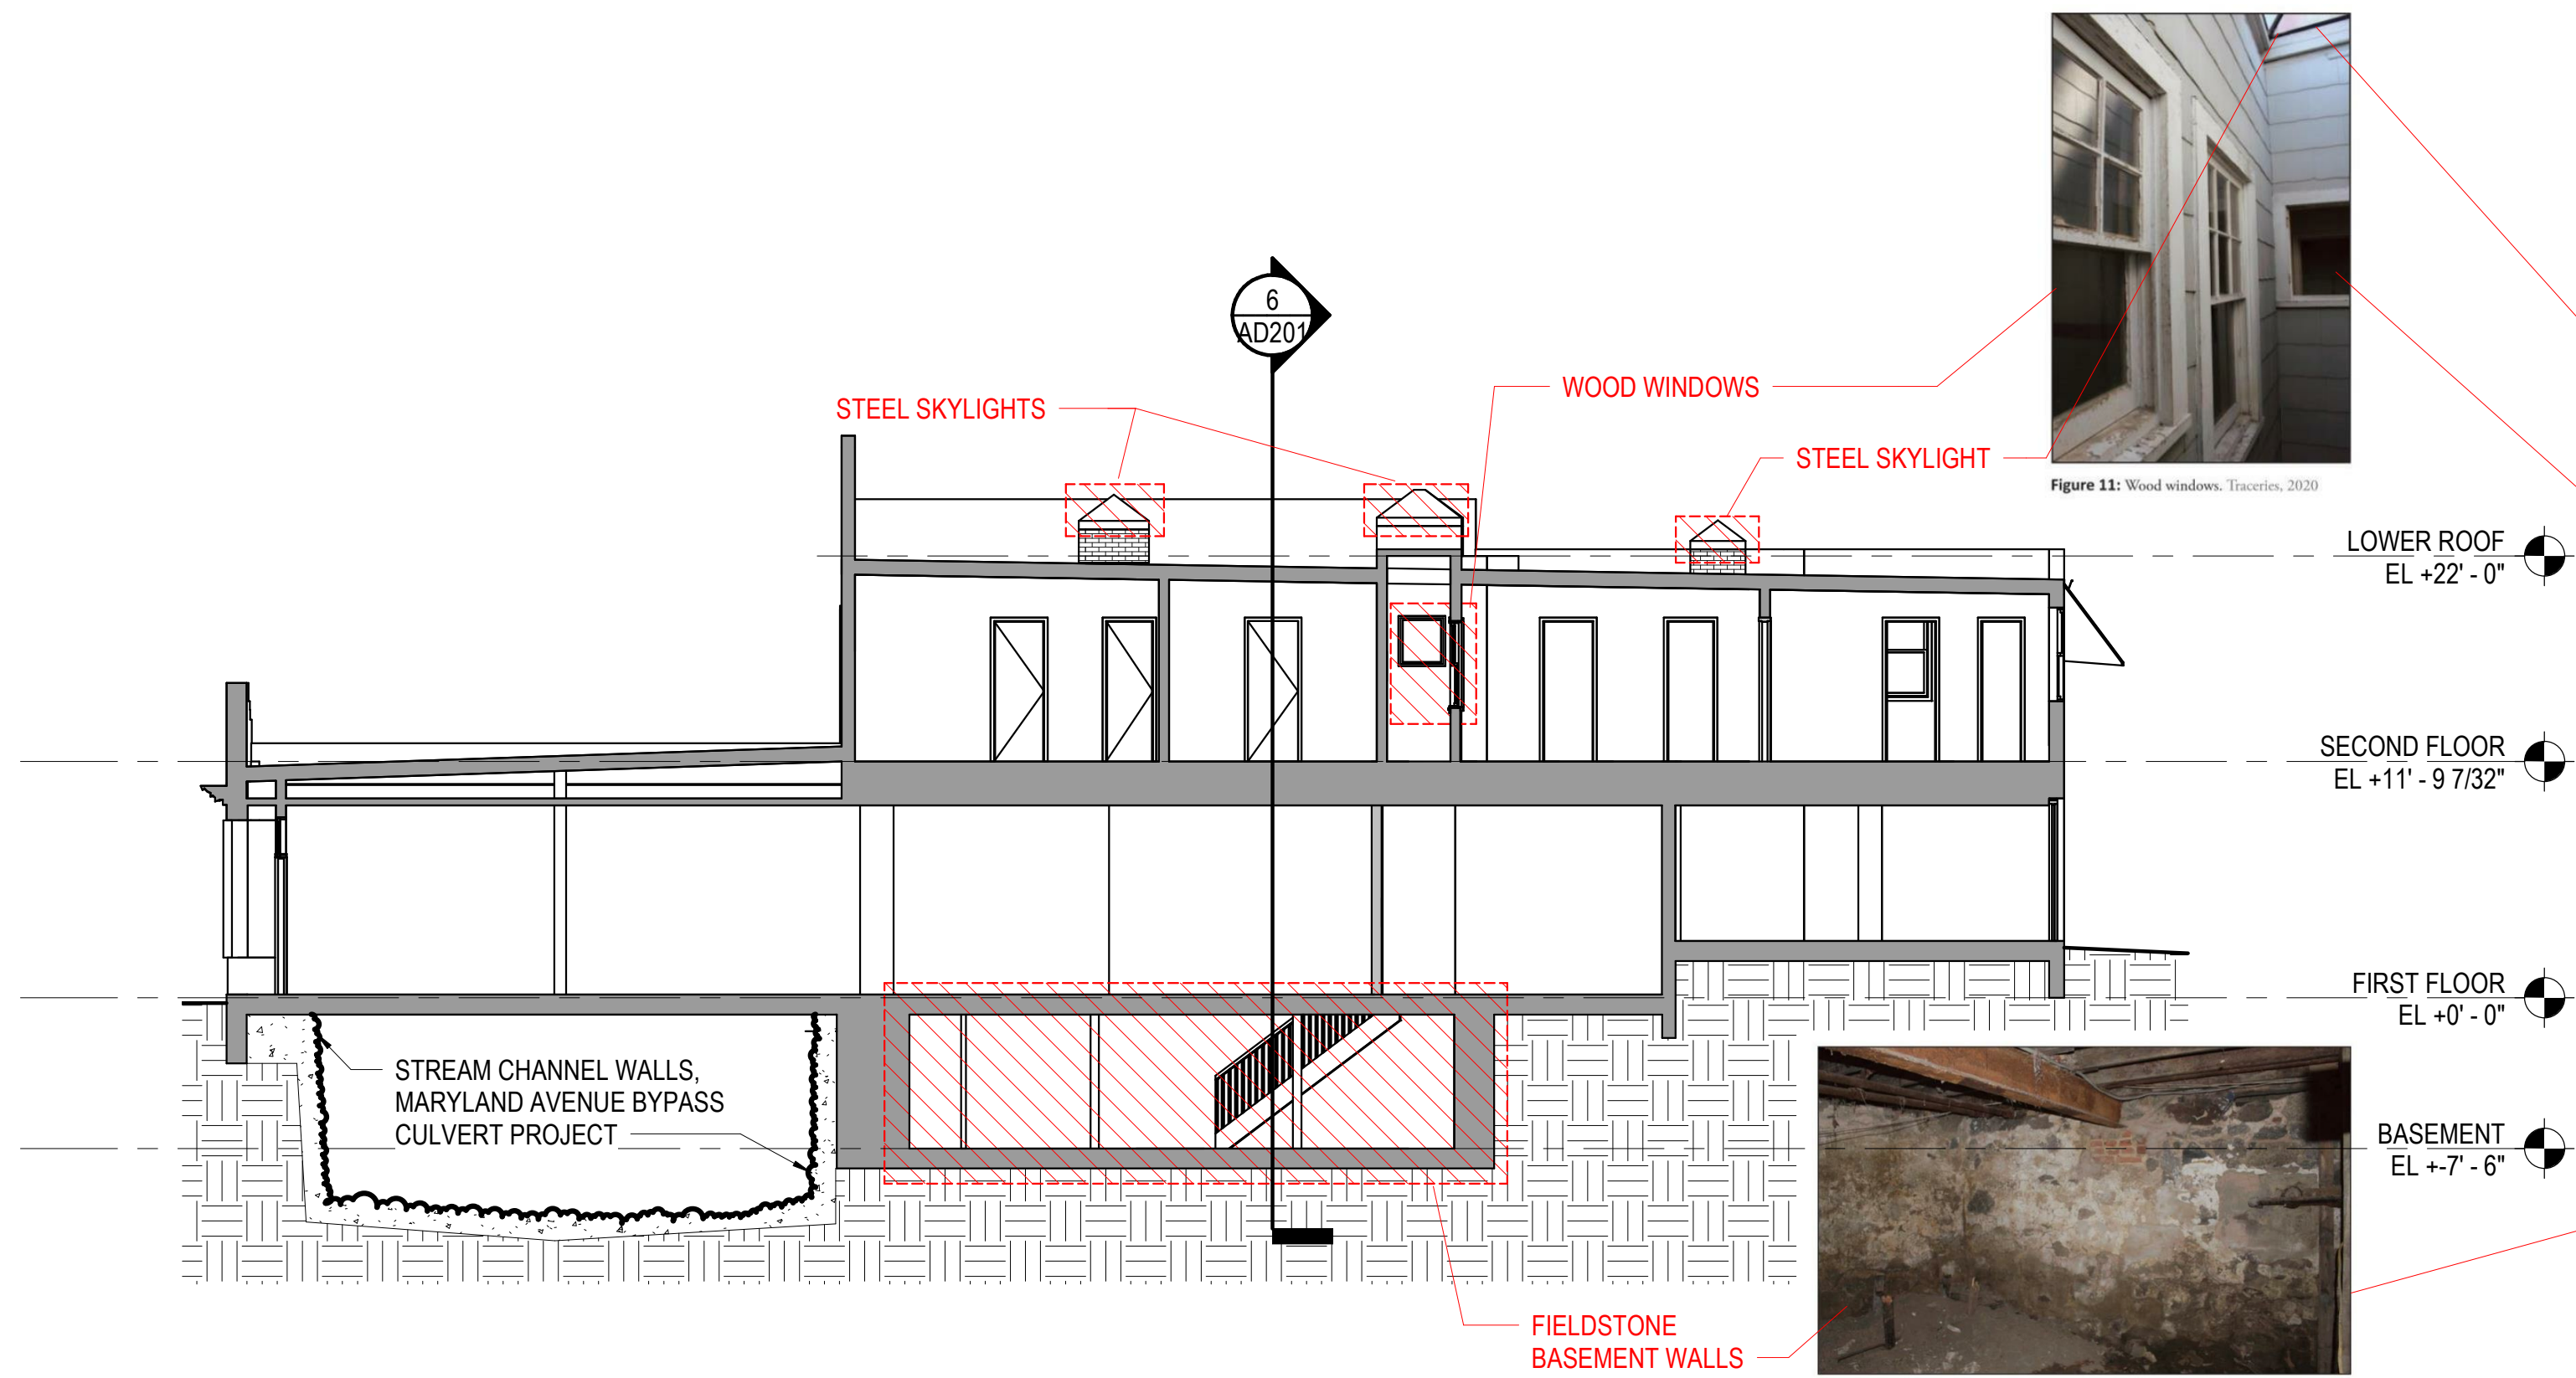 6
AD201
STEEL SKYLIGHTS
WOOD WINDOWS
STEEL SKYLIGHT
Figure 11: Wood windows. Traceries, 2020
LOWER ROOF
EL +22' - 0"
SECOND FLOOR
EL +11' - 9 7/32"
FIRST FLOOR
EL +0' - 0"
STREAM CHANNEL WALLS,
MARYLAND AVENUE BYPASS
CULVERT PROJECT
BASEMENT
EL +-7' - 6"
FIELDSTONE
BASEMENT WALLS